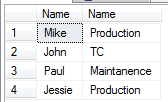 Name Name
1 Mike Production
2 John TC
3 Paul Maintanence
4 Jessie Production